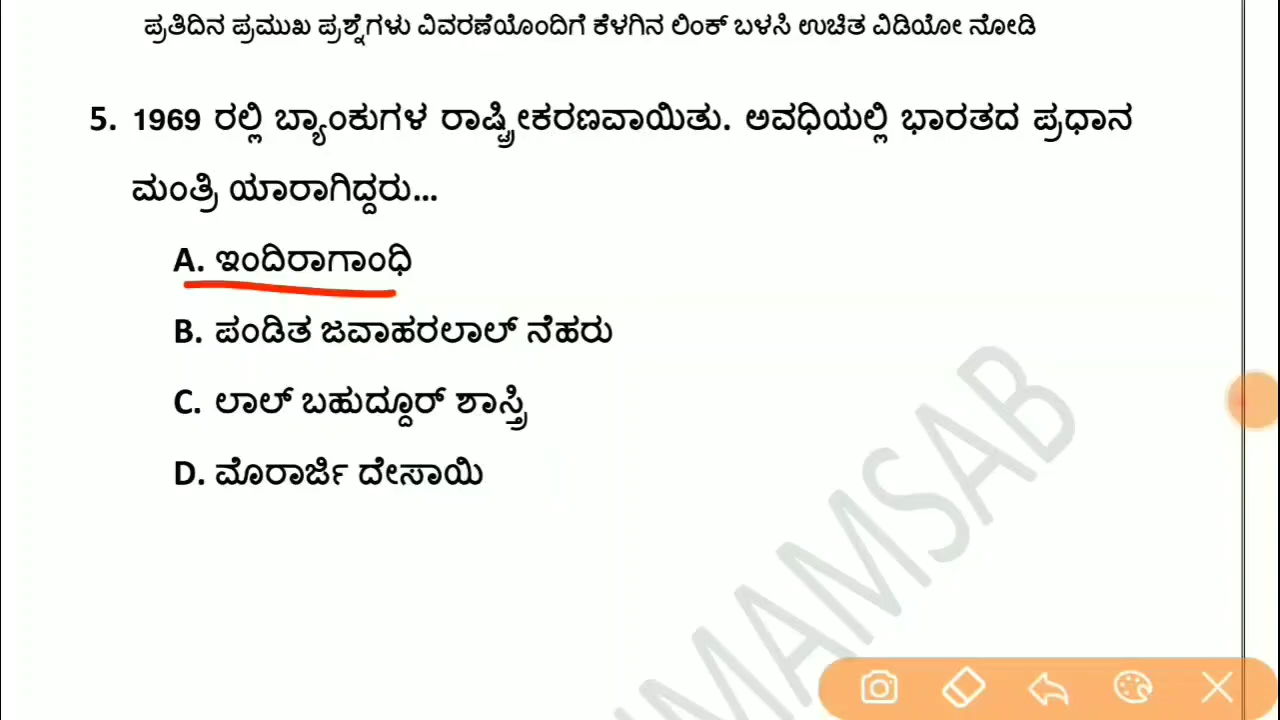 ಪ್ರತಿದಿನ ಪ್ರಮುಖ ಪ್ರಶ್ನೆಗಳು ವಿವರಣೆಯೊಂದಿಗೆ ಕೆಳಗಿನ ಲಿಂಕ್ ಬಳಸಿ ಉಚಿತ ವಿಡಿಯೋ ನೋಡಿ
5. 1969 ರಲ್ಲಿ ಬ್ಯಾಂಕುಗಳ ರಾಷ್ಟ್ರೀಕರಣವಾಯಿತು. ಅವಧಿಯಲ್ಲಿ ಭಾರತದ ಪ್ರಧಾನ
ಮಂತ್ರಿ ಯಾರಾಗಿದ್ದರು...
A. ಇಂದಿರಾಗಾಂಧಿ
B. ಪಂಡಿತ ಜವಾಹರಲಾಲ್ ನೆಹರು
C. ಲಾಲ್ ಬಹುದ್ದೂರ್ ಶಾಸ್ತ್ರಿ
D. ಮೊರಾರ್ಜಿ ದೇಸಾಯಿ